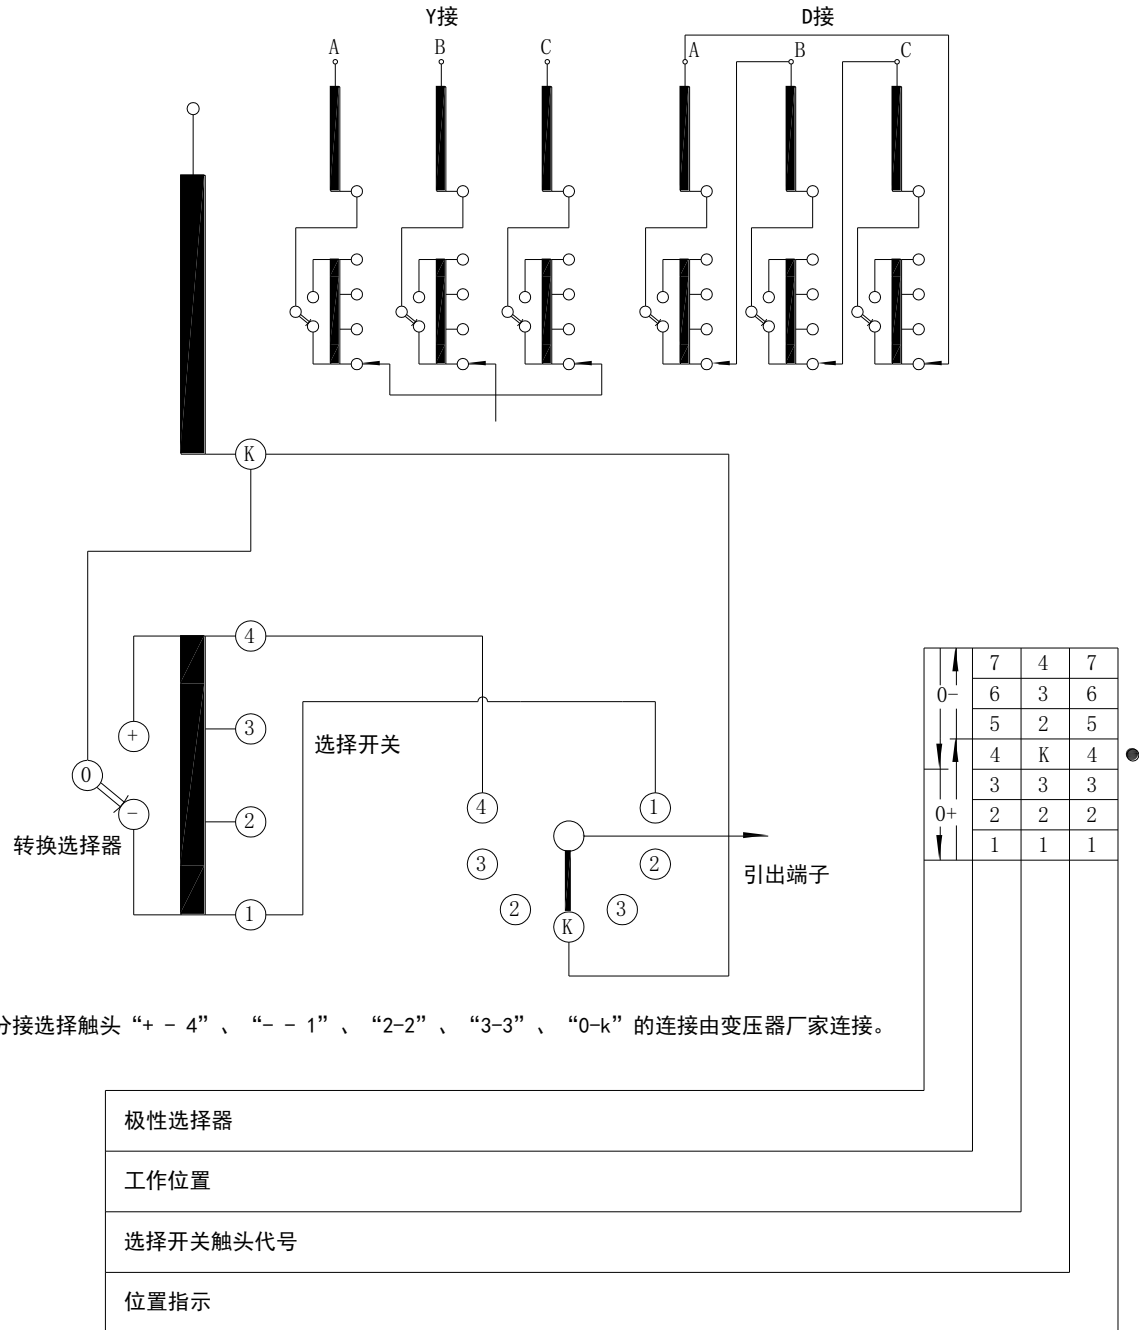 Y接 D接
A B C A B C
K
4
+ 3
选择开关
0
4 1
- 2
转换选择器
3 2
引出端子
1 2 3
K
7 4 7
0- 6 3 6
5 2 5
4 K 4
3 3 3
0+ 2 2 2
1 1 1
分接选择触头“+ - 4”、“- - 1”、“2-2”、“3-3”、“0-k”的连接由变压器厂家连接。
极性选择器
工作位置
选择开关触头代号
位置指示